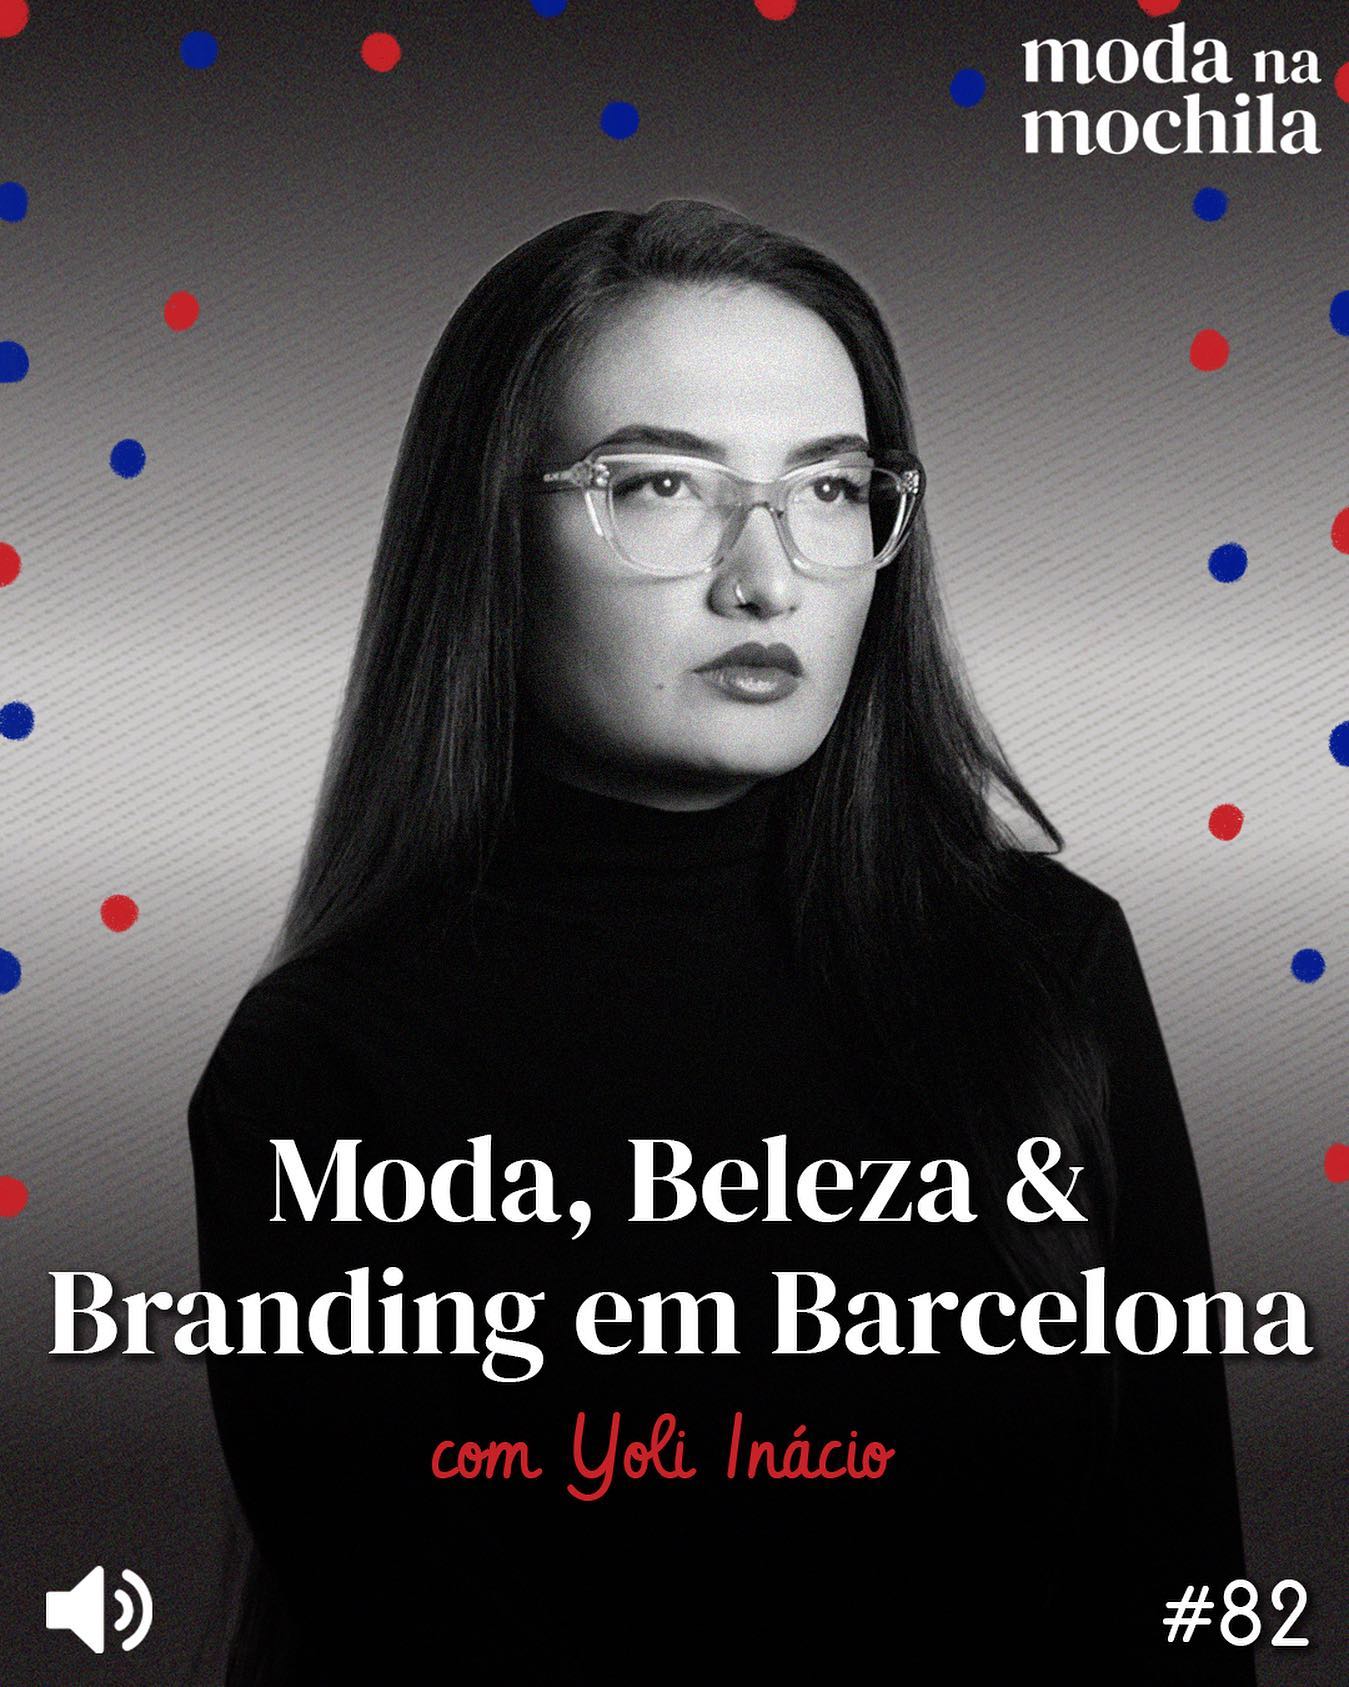 moda na
mochila
Moda, Beleza &
Branding em Barcelona
com Yoli Inácio
#82